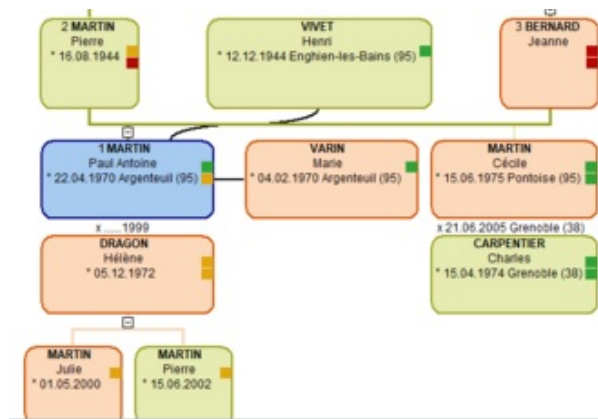 2 MARTIN
Pierre
* 16.08.1944
VIVET
Henri
* 12.12.1944 Enghien-les-Bains (95)
3 BERNARD
Jeanne
1 MARTIN
Paul Antoine
* 22.04.1970 Argenteuil (95)
VARIN
Marie
* 04.02.1970 Argenteuil (95)
MARTIN
Cécile
* 15.06.1975 Pontoise (95)
x ......1999
DRAGON
Hélène
* 05.12.1972
x 21.06.2005 Grenoble (38)
CARPENTIER
Charles
* 15.04.1974 Grenoble (38)
MARTIN
Julie
* 01.05.2000
MARTIN
Pierre
* 15.06.2002